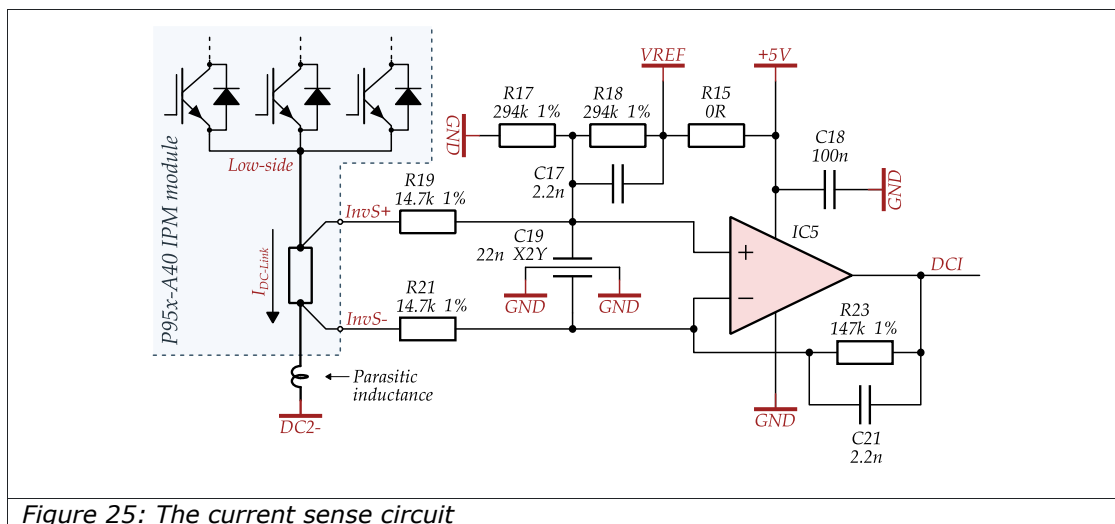 VREF
+5V
R17
294k 1%
R18
294k 1%
R15
0R
GND
C18
100n
GND
Low-side
C17
2.2n
R19
14.7k 1%
InvS+
P95x-A40 IPM module
I DC-Link
C19
22n X2Y
GND
GND
IC5
+
−
DCI
R21
14.7k 1%
InvS-
R23
147k 1%
Parasitic
inductance
DC2-
GND
C21
2.2n
Figure 25: The current sense circuit